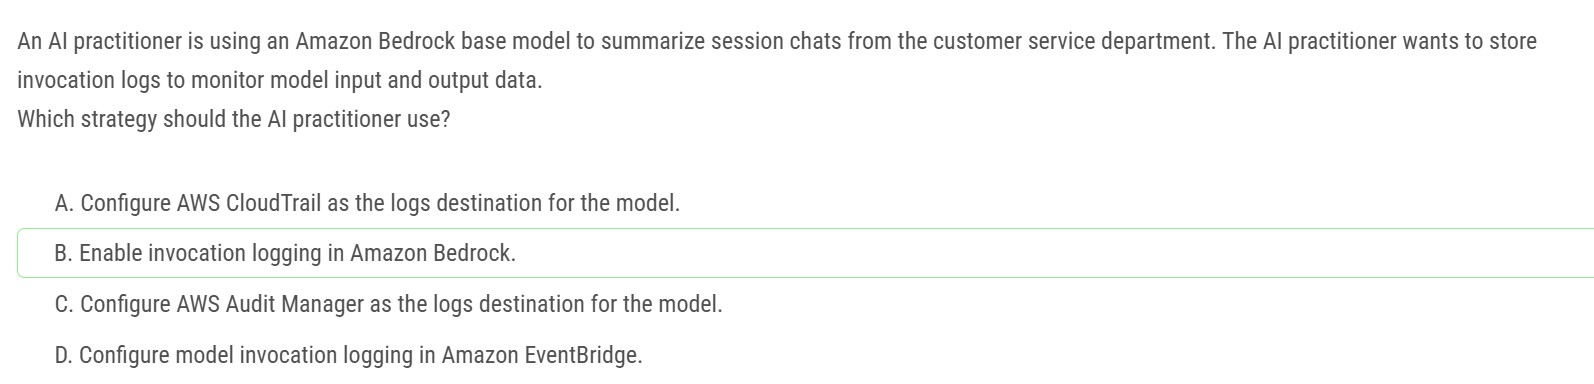 An AI practitioner is using an Amazon Bedrock base model to summarize session chats from the customer service department. The AI practitioner wants to store
invocation logs to monitor model input and output data.
Which strategy should the AI practitioner use?
A. Configure AWS CloudTrail as the logs destination for the model.
B. Enable invocation logging in Amazon Bedrock.
C. Configure AWS Audit Manager as the logs destination for the model.
D. Configure model invocation logging in Amazon EventBridge.